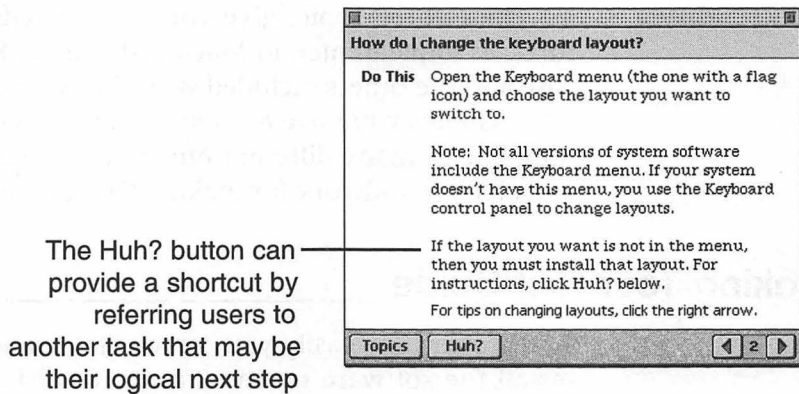 How do I change the keyboard layout?
Do This Open the Keyboard menu (the one with a flag
icon) and choose the layout you want to
switch to.
Note: Not all versions of system software
include the Keyboard menu. If your system
doesn't have this menu, you use the Keyboard
control panel to change layouts.
If the layout you want is not in the menu,
then you must install that layout. For
instructions, click Huh? below.
For tips on changing layouts, click the right arrow.
Topics Huh? 2
The Huh? button can
provide a shortcut by
referring users to
another task that may be
their logical next step